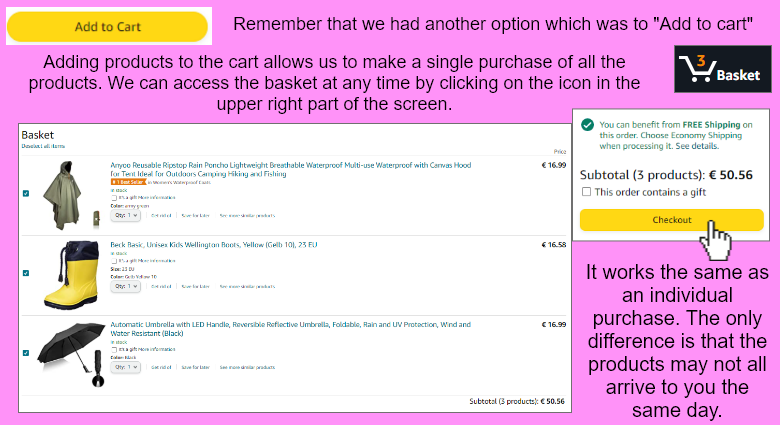 Add to Cart
Remember that we had another option which was to "Add to cart"
Adding products to the cart allows us to make a single purchase of all the
products. We can access the basket at any time by clicking on the icon in the
upper right part of the screen.
3
Basket
Basket
Deselect all items
Price
Anyoo Reusable Ripstop Rain Poncho Lightweight Breathable Waterproof Multi-use Waterproof with Canvas Hood
for Tent Ideal for Outdoors Camping Hiking and Fishing
€ 16.99
#1 Best Seller in Women's Waterproof Coats
In stock
It's a gift More information
Color: army green
Qty: 1 Get rid of Save for later See more similar products
Beck Basic, Unisex Kids Wellington Boots, Yellow (Gelb 10), 23 EU
€ 16.58
In stock
It's a gift More information
Size: 23 EU
Color: Gelb Yellow 10
Qty: 1 Get rid of Save for later See more similar products
Automatic Umbrella with LED Handle, Reversible Reflective Umbrella, Foldable, Rain and UV Protection, Wind and
Water Resistant (Black)
€ 16.99
In stock
It's a gift More information
Color: Black
Qty: 1 Get rid of Save for later See more similar products
Subtotal (3 products): € 50.56
You can benefit from FREE Shipping on
this order. Choose Economy Shipping
when processing it. See details.
Subtotal (3 products): € 50.56
This order contains a gift
Checkout
It works the same as
an individual
purchase. The only
difference is that the
products may not all
arrive to you the
same day.